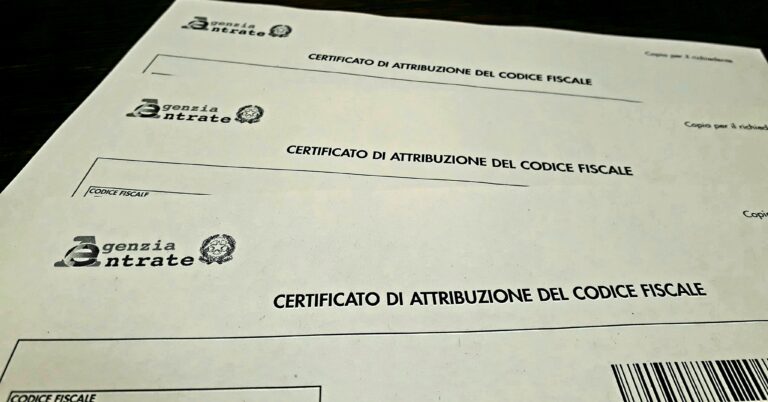 Agenzia
Entrate
Copia per il richiedente
CERTIFICATO DI ATTRIBUZIONE DEL CODICE FISCALE
Agenzia
Entrate
Copia per il richied
CERTIFICATO DI ATTRIBUZIONE DEL CODICE FISCALE
CODICE FISCALE
Agenzia
Entrate
Copia
CERTIFICATO DI ATTRIBUZIONE DEL CODICE FISCALE
CODICE FISCALE